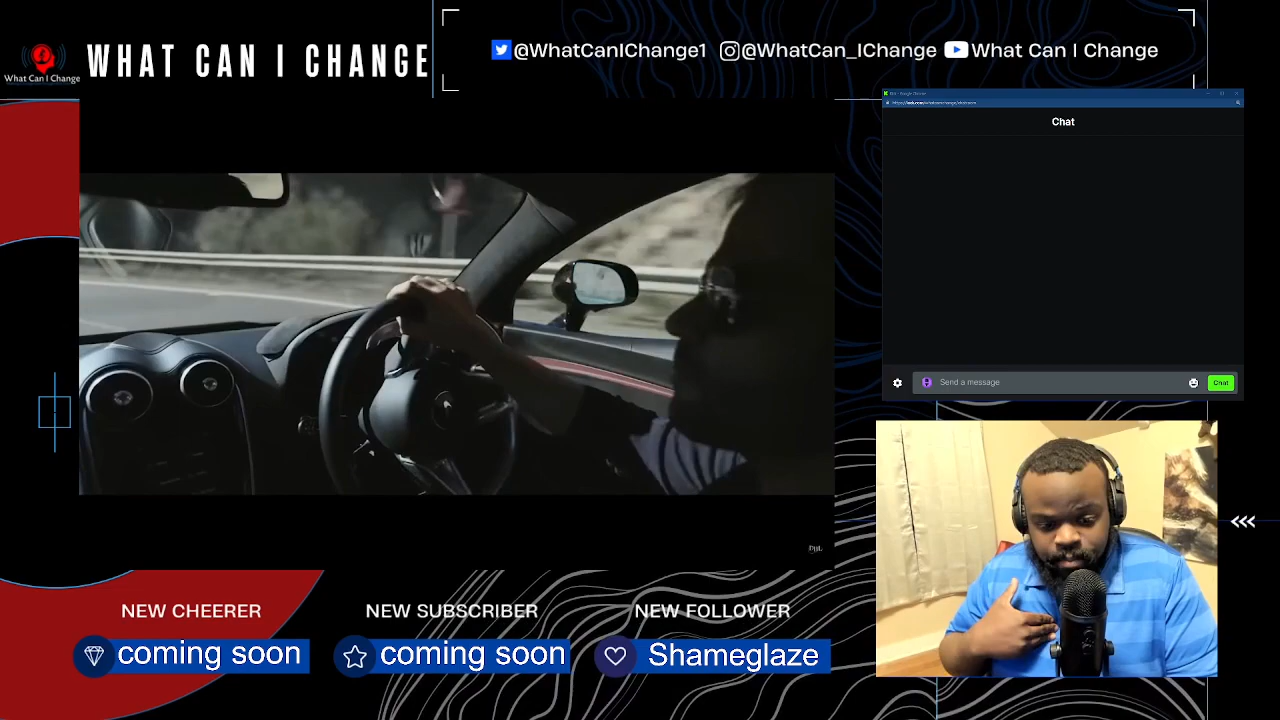 What Can I Change
WHAT CAN I CHANGE
@WhatCanIChange1 @WhatCan_IChange What Can I Change
Chat
Send a message
Chat
NEW CHEERER
coming soon
NEW SUBSCRIBER
coming soon
NEW FOLLOWER
Shameglaze